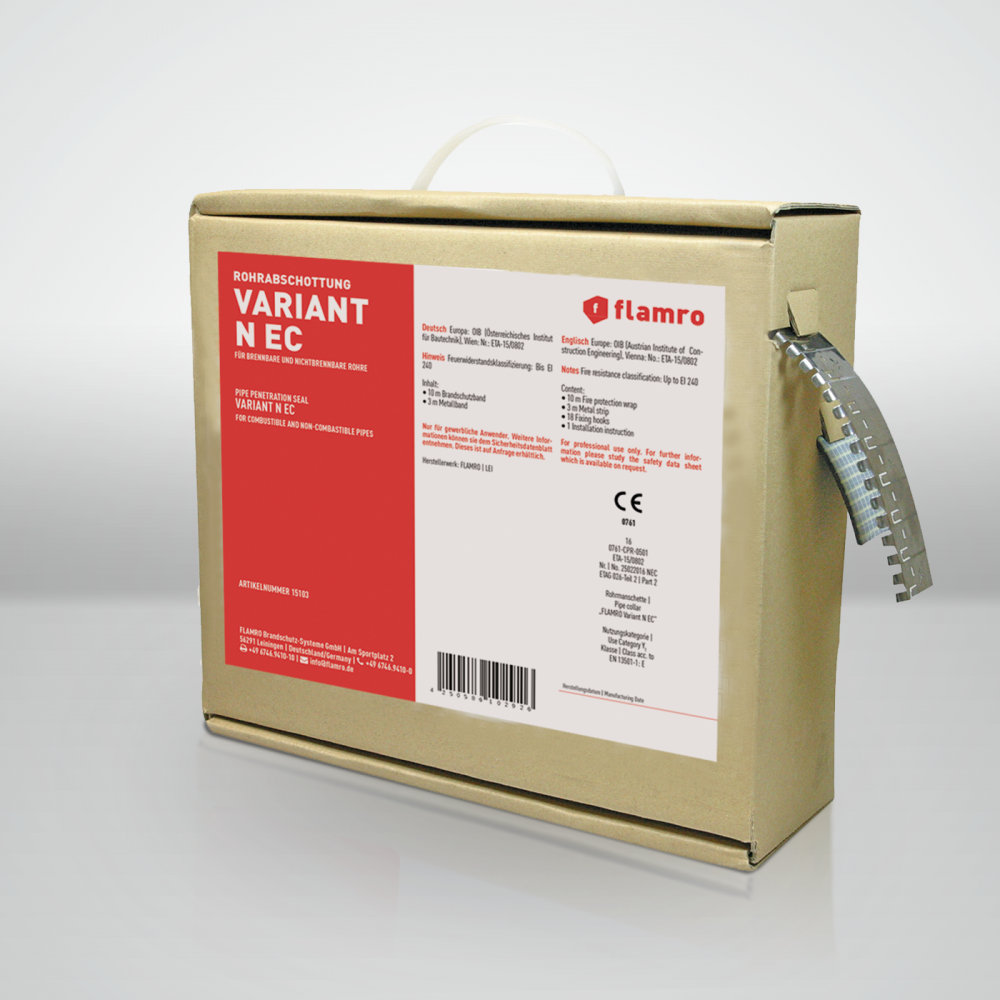 ROHRABSCHOTTUNG
VARIANT
N EC
FÜR BRENNBARE UND NICHTBRENNBARE ROHRE
PIPE PENETRATION SEAL
VARIANT N EC
FOR COMBUSTIBLE AND NON-COMBASTIBLE PIPES
ARTIKELNUMMER 15103
FLAMRO Brandschutz-Systeme GmbH | Am Sportplatz 2
56291 Leiningen | Deutschland/Germany | +49 6746.9410-0
+49 6746.9410-10 | info@flamro.de
f flamro
Deutsch Europa: OIB (Österreichisches Institut
für Bautechnik), Wien: Nr.: ETA-15/0802
Hinweis Feuerwiderstandsklassifizierung: Bis EI
240
Inhalt:
• 10 m Brandschutzband
• 3 m Metallband
Nur für gewerbliche Anwender. Weitere Infor-
mationen können sie dem Sicherheitsdatenblatt
entnehmen. Dieses ist auf Anfrage erhältlich.
Herstellerwerk: FLAMRO | LEI
Englisch Europe: OIB (Austrian Institute of Con-
struction Engineering), Vienna: No.: ETA-15/0802
Notes Fire resistance classification: Up to EI 240
Content:
• 10 m Fire protection wrap
• 3 m Metal strip
• 18 Fixing hooks
• 1 Installation instruction
For professional use only. For further infor-
mation please study the safety data sheet
which is available on request.
CE
0761
16
0761-CPR-0501
ETA-15/0802
Nr. | No. 25022016 NEC
ETAG 026-Teil 2 | Part 2
Rohrmanschette |
Pipe collar
„FLAMRO Variant N EC"
Nutzungskategorie |
Use Category Y,
Klasse | Class acc. to
EN 13501-1: E
Herstellungsdatum | Manufacturing Date
4 250586 102926